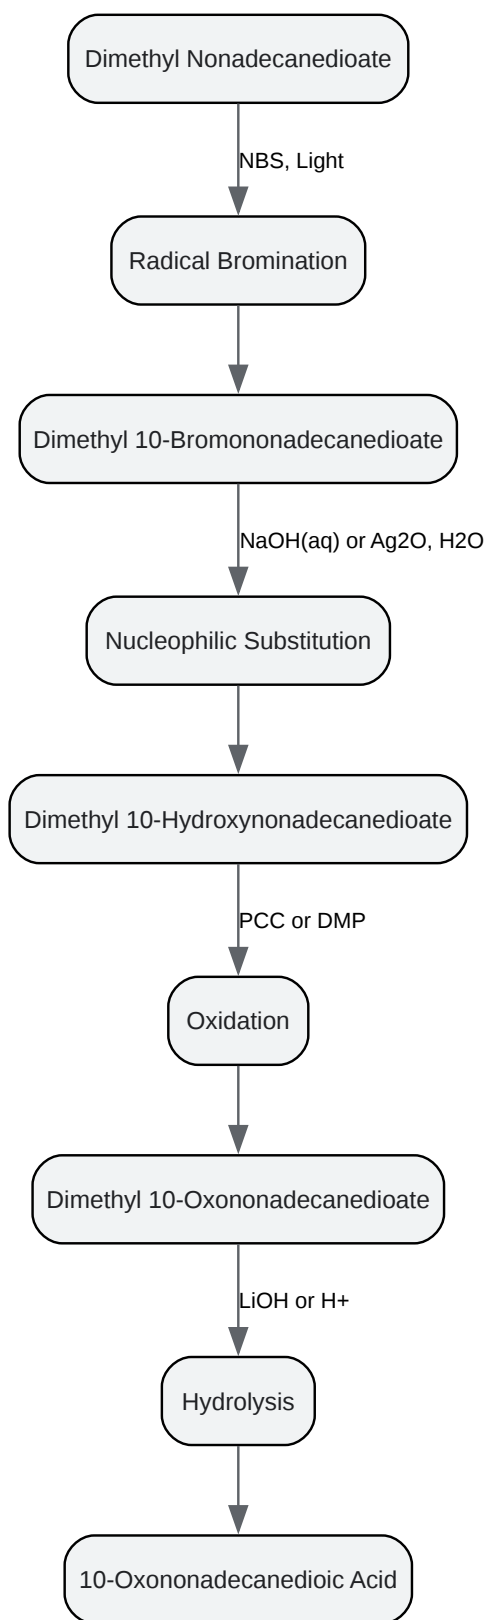 Dimethyl Nonadecanedioate
NBS, Light
Radical Bromination
Dimethyl 10-Bromononadecanedioate
NaOH(aq) or Ag2O, H2O
Nucleophilic Substitution
Dimethyl 10-Hydroxynonadecanedioate
PCC or DMP
Oxidation
Dimethyl 10-Oxononadecanedioate
LiOH or H+
Hydrolysis
10-Oxononadecanedioic Acid